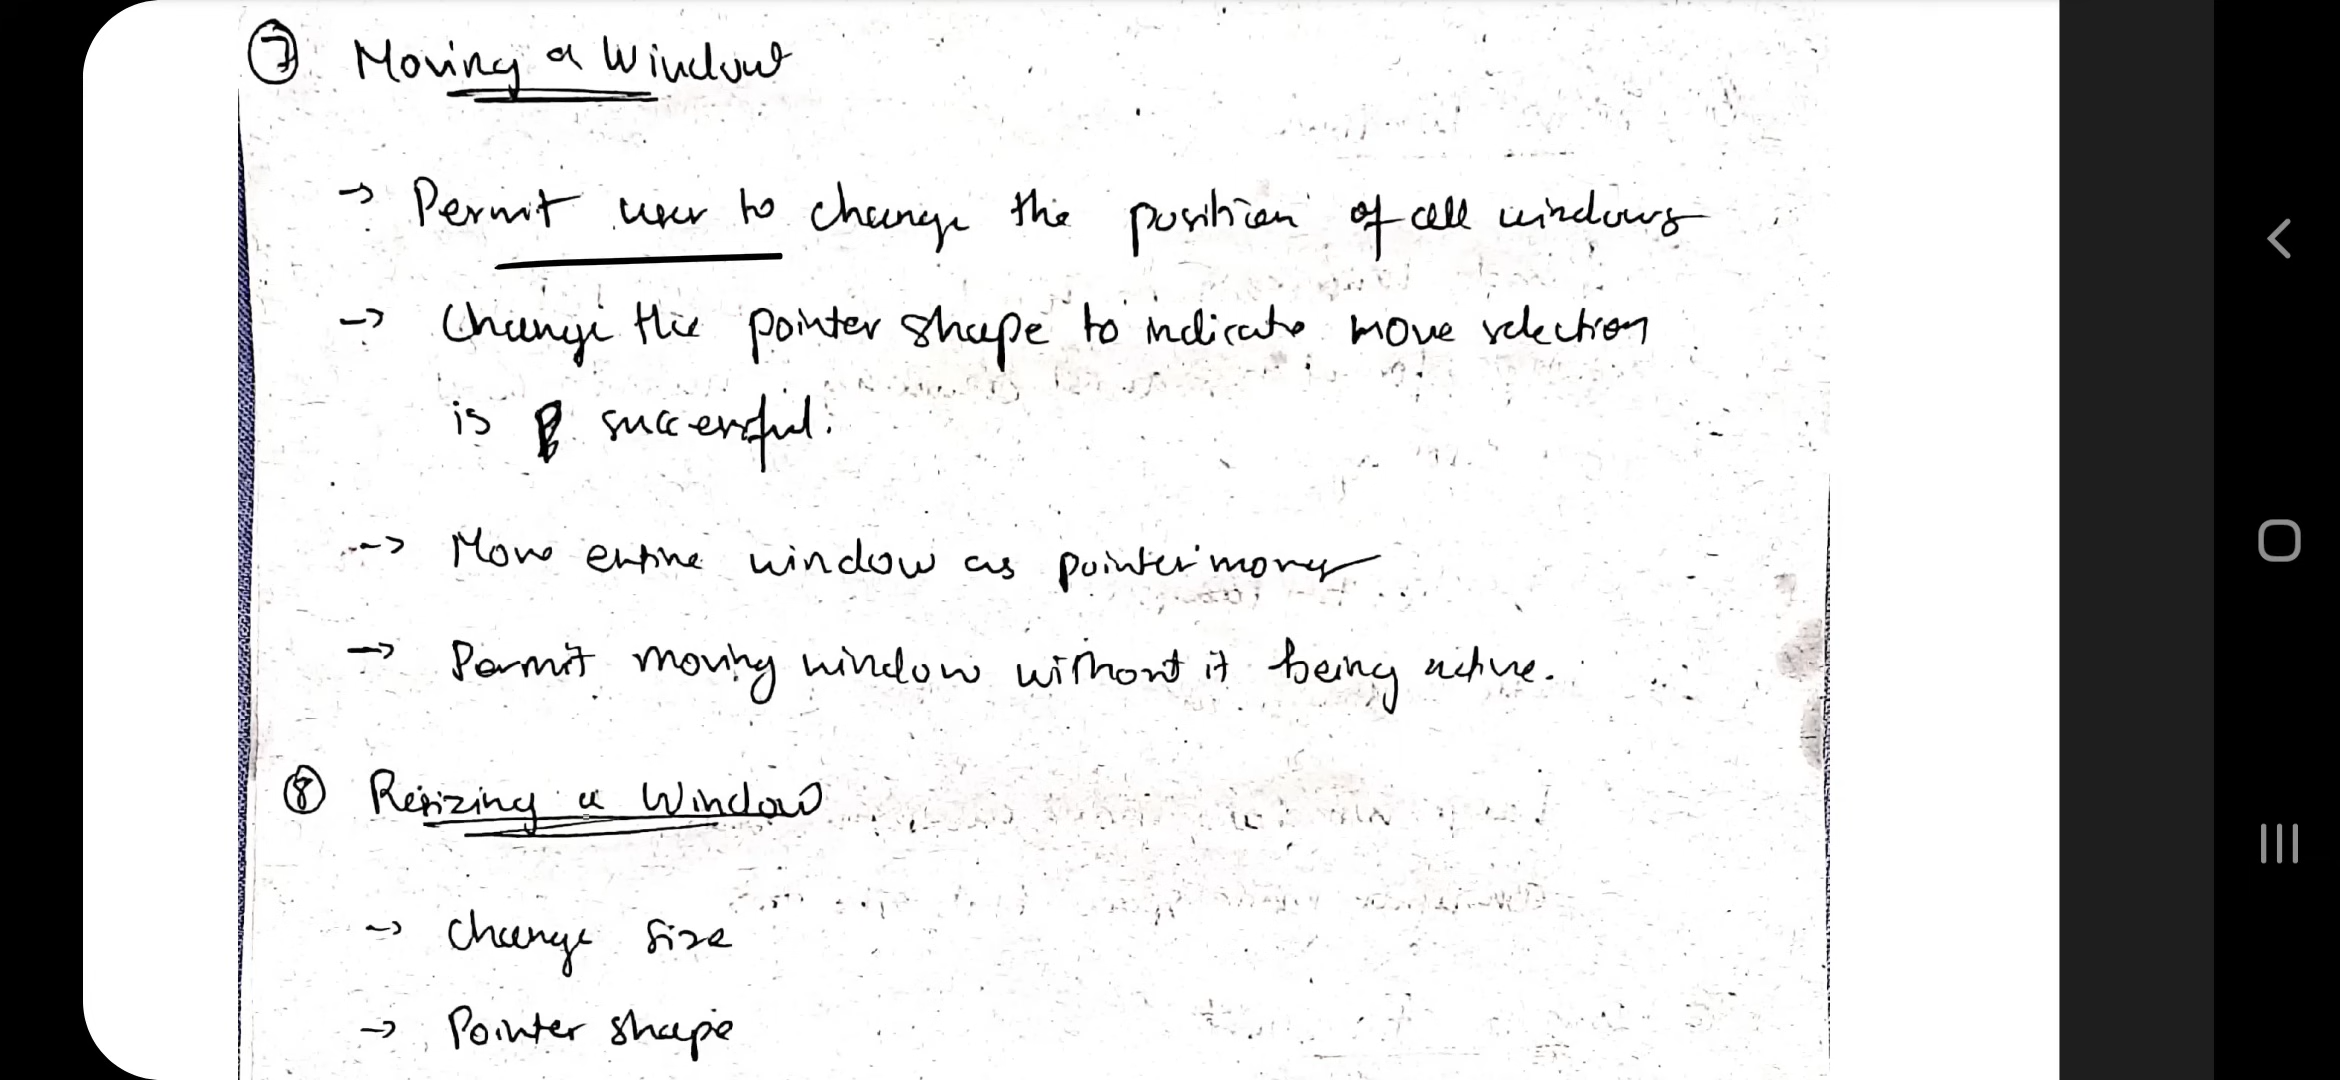 7 Moving a Window
→ Permit user to change the position of all windows
→ Change the pointer shape to indicate move selection
is successful.
→ Move entire window as pointer moves
→ Permit moving window without it being active.
8 Resizing a Window
→ Change size
→ Pointer shape